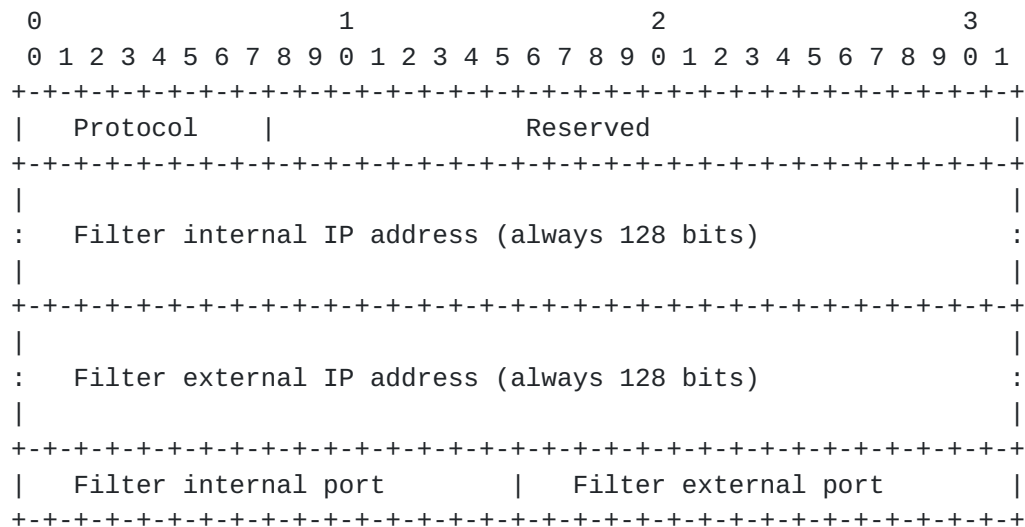 0                   1                   2                   3
 0 1 2 3 4 5 6 7 8 9 0 1 2 3 4 5 6 7 8 9 0 1 2 3 4 5 6 7 8 9 0 1
+-+-+-+-+-+-+-+-+-+-+-+-+-+-+-+-+-+-+-+-+-+-+-+-+-+-+-+-+-+-+-+-+
|   Protocol    |                Reserved                       |
+-+-+-+-+-+-+-+-+-+-+-+-+-+-+-+-+-+-+-+-+-+-+-+-+-+-+-+-+-+-+-+-+
|                                                               |
:   Filter internal IP address (always 128 bits)                :
|                                                               |
+-+-+-+-+-+-+-+-+-+-+-+-+-+-+-+-+-+-+-+-+-+-+-+-+-+-+-+-+-+-+-+-+
|                                                               |
:   Filter external IP address (always 128 bits)                :
|                                                               |
+-+-+-+-+-+-+-+-+-+-+-+-+-+-+-+-+-+-+-+-+-+-+-+-+-+-+-+-+-+-+-+-+
|   Filter internal port        |   Filter external port        |
+-+-+-+-+-+-+-+-+-+-+-+-+-+-+-+-+-+-+-+-+-+-+-+-+-+-+-+-+-+-+-+-+